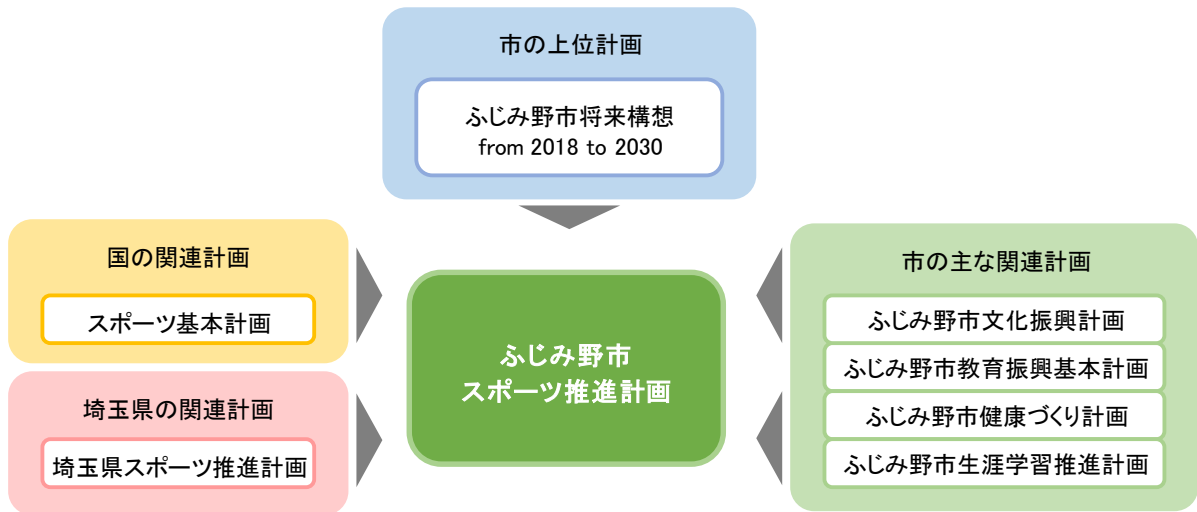 市の上位計画
ふじみ野市将来構想
from 2018 to 2030
国の関連計画
スポーツ基本計画
埼玉県の関連計画
埼玉県スポーツ推進計画
ふじみ野市
スポーツ推進計画
市の主な関連計画
ふじみ野市文化振興計画
ふじみ野市教育振興基本計画
ふじみ野市健康づくり計画
ふじみ野市生涯学習推進計画